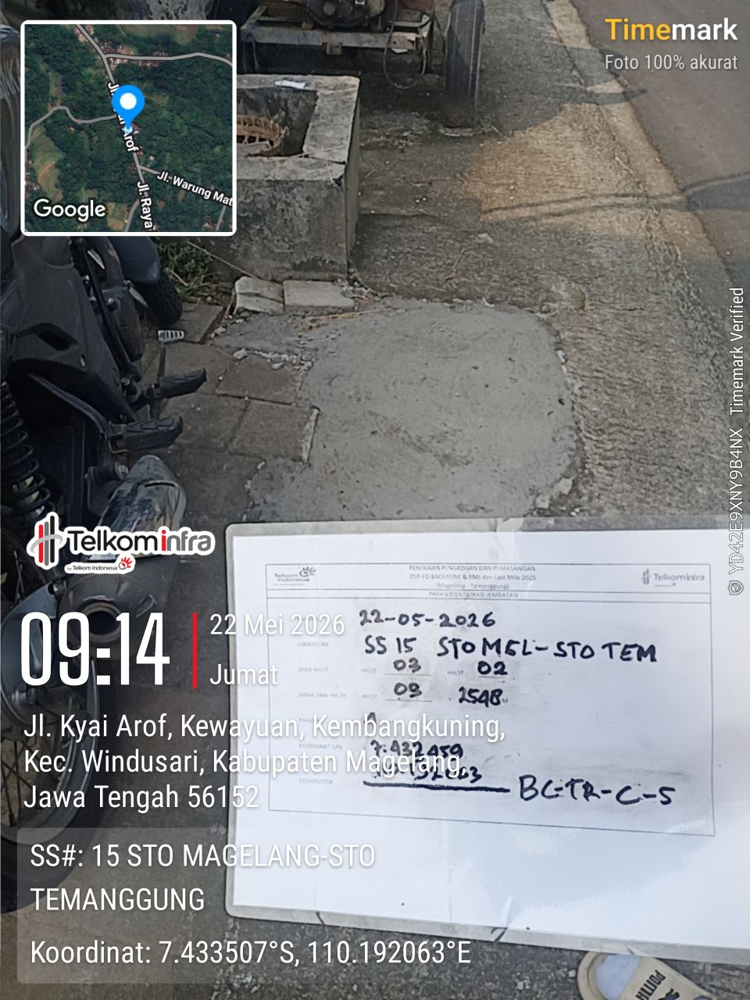 Timemark
Foto 100% akurat
Jl. Kyai Arof
Jl. Warung Mat
Jl. Raya
Google
YD42E9XNY9B4NX Timemark Verified
Telkominfra
by Telkom Indonesia
PEKERJAAN PENGADAAN DAN PEMASANGAN
OSP-FO BACKBONE & RMJ dan Last Mile 2025
(Magelang - Temanggung)
PAPAN IDENTIFIKASI JEMBATAN
Telkom Indonesia
TelkomInfra
22-05-2026
LOKASI/LINK SS 15 STO MGL-STO TEM
SPAN HH/JT HH/JT 03 HH/JT 02
JARAK DARI HH/JT HH/JT 03 2548 M
KOORDINAT GPS 7.432459
DESIGNATOR BC-TR-C-5
09:14
22 Mei 2026
Jumat
Jl. Kyai Arof, Kewayuan, Kembangkuning,
Kec. Windusari, Kabupaten Magelang,
Jawa Tengah 56152
SS#: 15 STO MAGELANG-STO
TEMANGGUNG
Koordinat: 7.433507°S, 110.192063°E